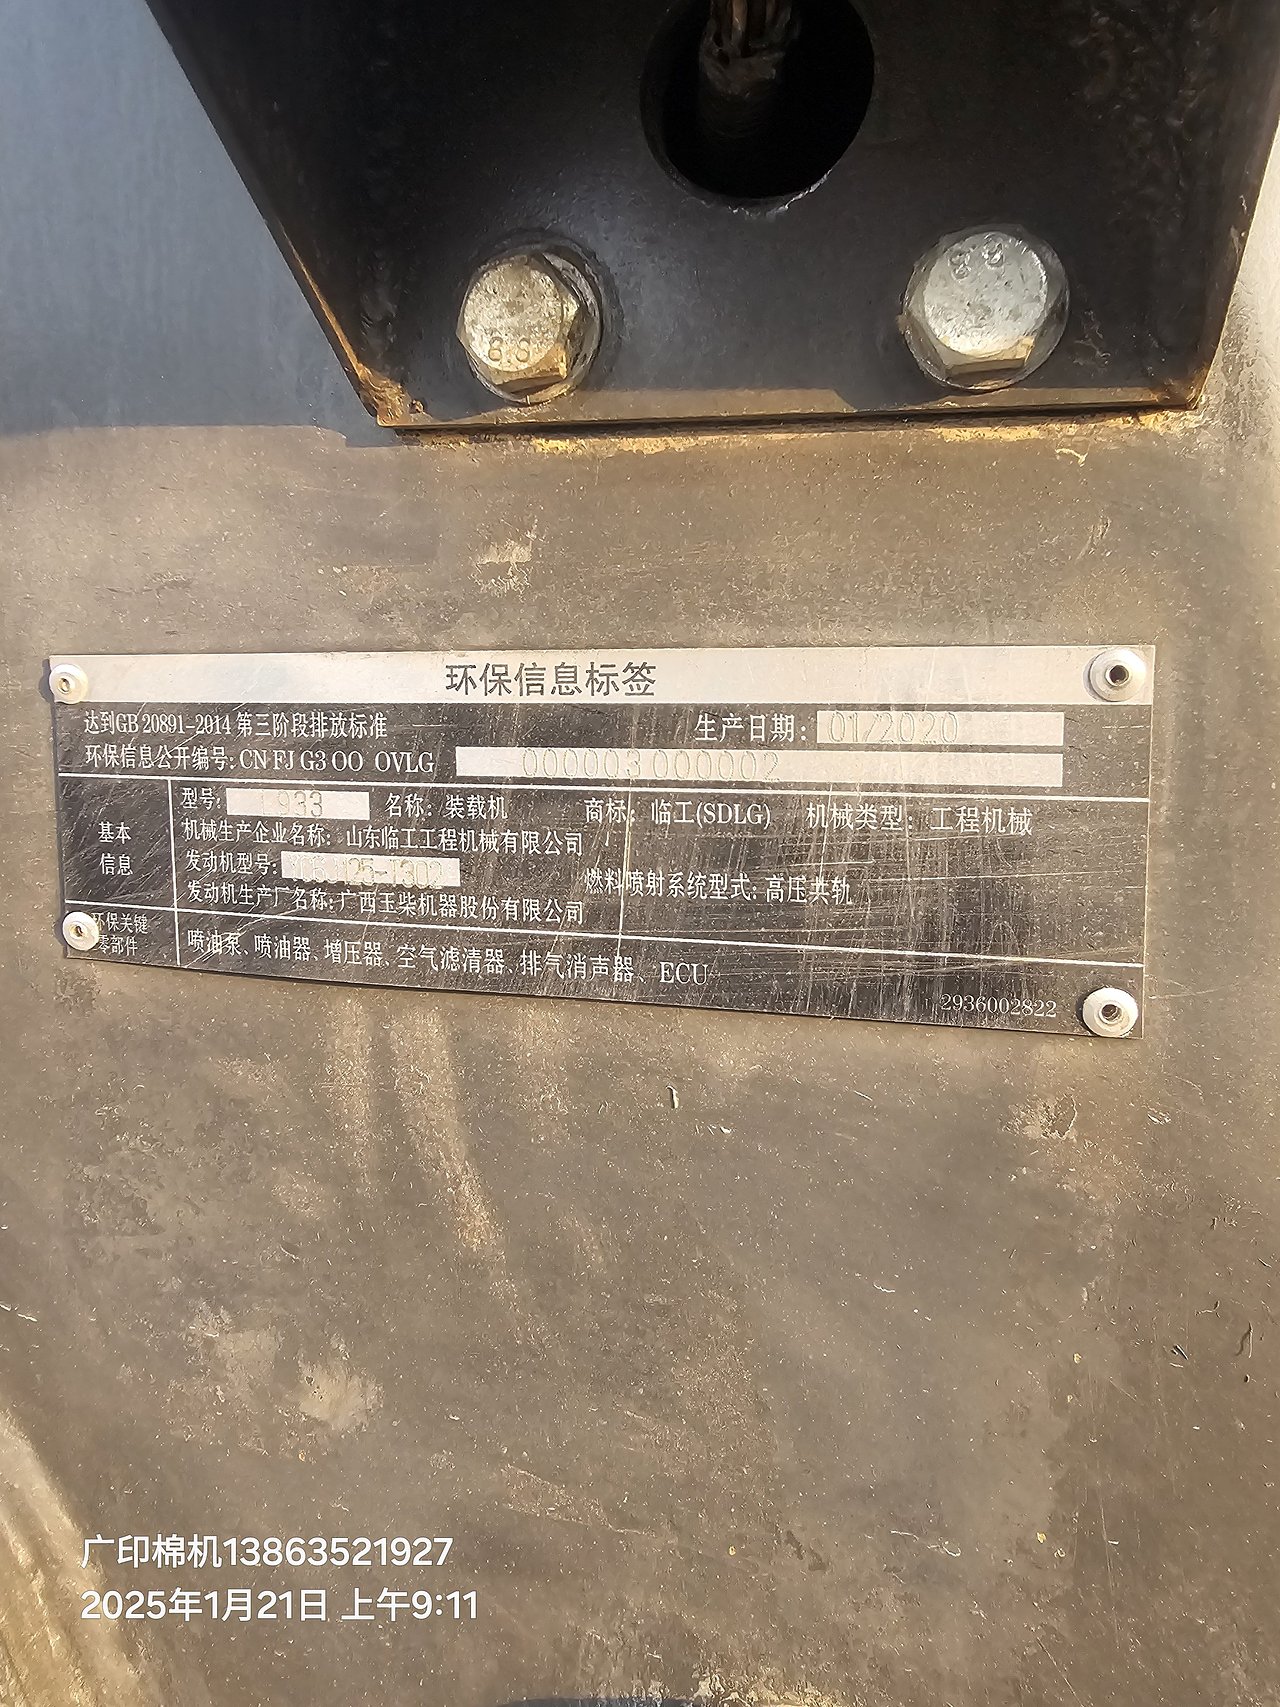 8.8
8.8
环保信息标签
达到GB 20891-2014 第三阶段排放标准 生产日期: 01/2020
环保信息公开编号: CN FJ G3 OO OVLG 000003 000002
基本信息
型号: L933 名称: 装载机 商标: 临工(SDLG) 机械类型: 工程机械
机械生产企业名称: 山东临工工程机械有限公司
发动机型号: 燃料喷射系统型式: 高压共轨
发动机生产厂名称: 广西玉柴机器股份有限公司
环保关键零部件
喷油泵、喷油器、增压器、空气滤清器、排气消声器、ECU
2936002822
广印棉机13863521927
2025年1月21日 上午9:11